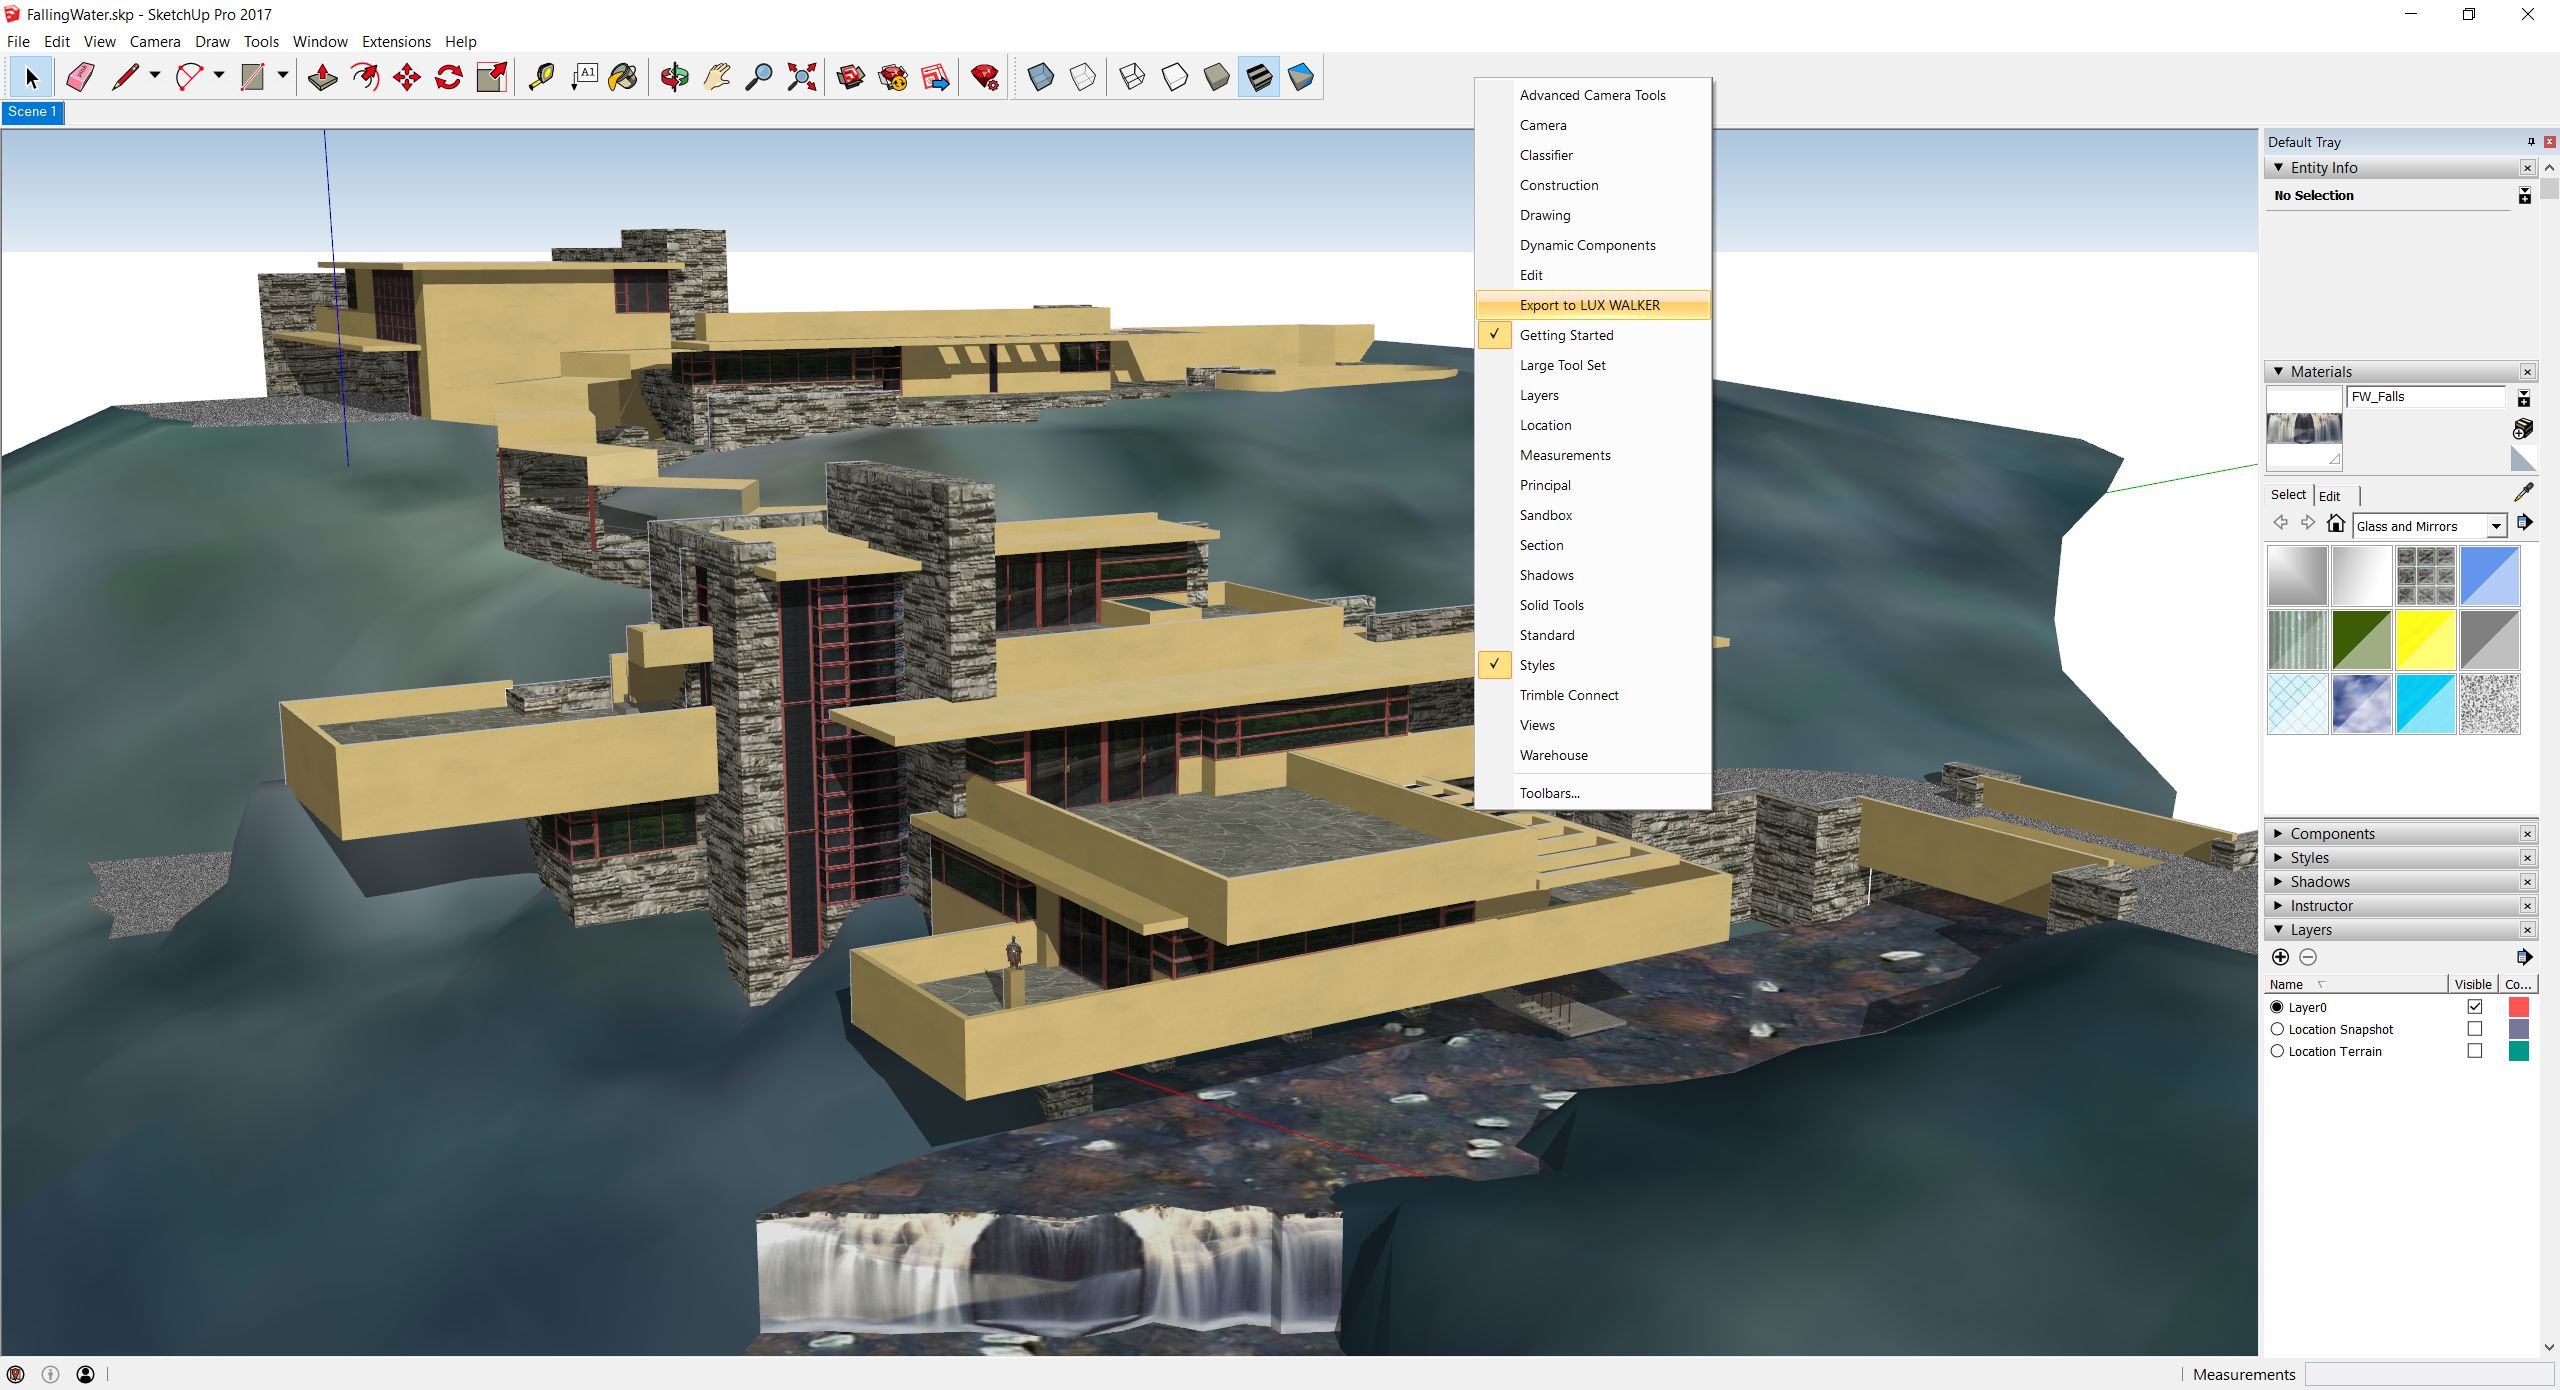 FallingWater.skp - SketchUp Pro 2017
File Edit View Camera Draw Tools Window Extensions Help
A1
Scene 1
Advanced Camera Tools
Camera
Classifier
Construction
Drawing
Dynamic Components
Edit
Export to LUX WALKER
Getting Started
Large Tool Set
Layers
Location
Measurements
Principal
Sandbox
Section
Shadows
Solid Tools
Standard
Styles
Trimble Connect
Views
Warehouse
Toolbars...
Default Tray
Entity Info
No Selection
Materials
FW_Falls
Select Edit
Glass and Mirrors
Components
Styles
Shadows
Instructor
Layers
Name Visible Co...
Layer0
Location Snapshot
Location Terrain
Measurements